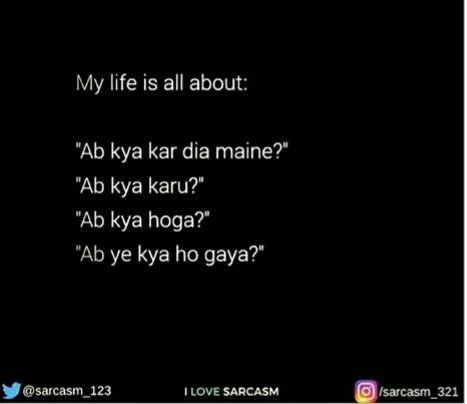 My life is all about:
"Ab kya kar dia maine?"
"Ab kya karu?"
"Ab kya hoga?"
"Ab ye kya ho gaya?"
@sarcasm_123 I LOVE SARCASM /sarcasm_321